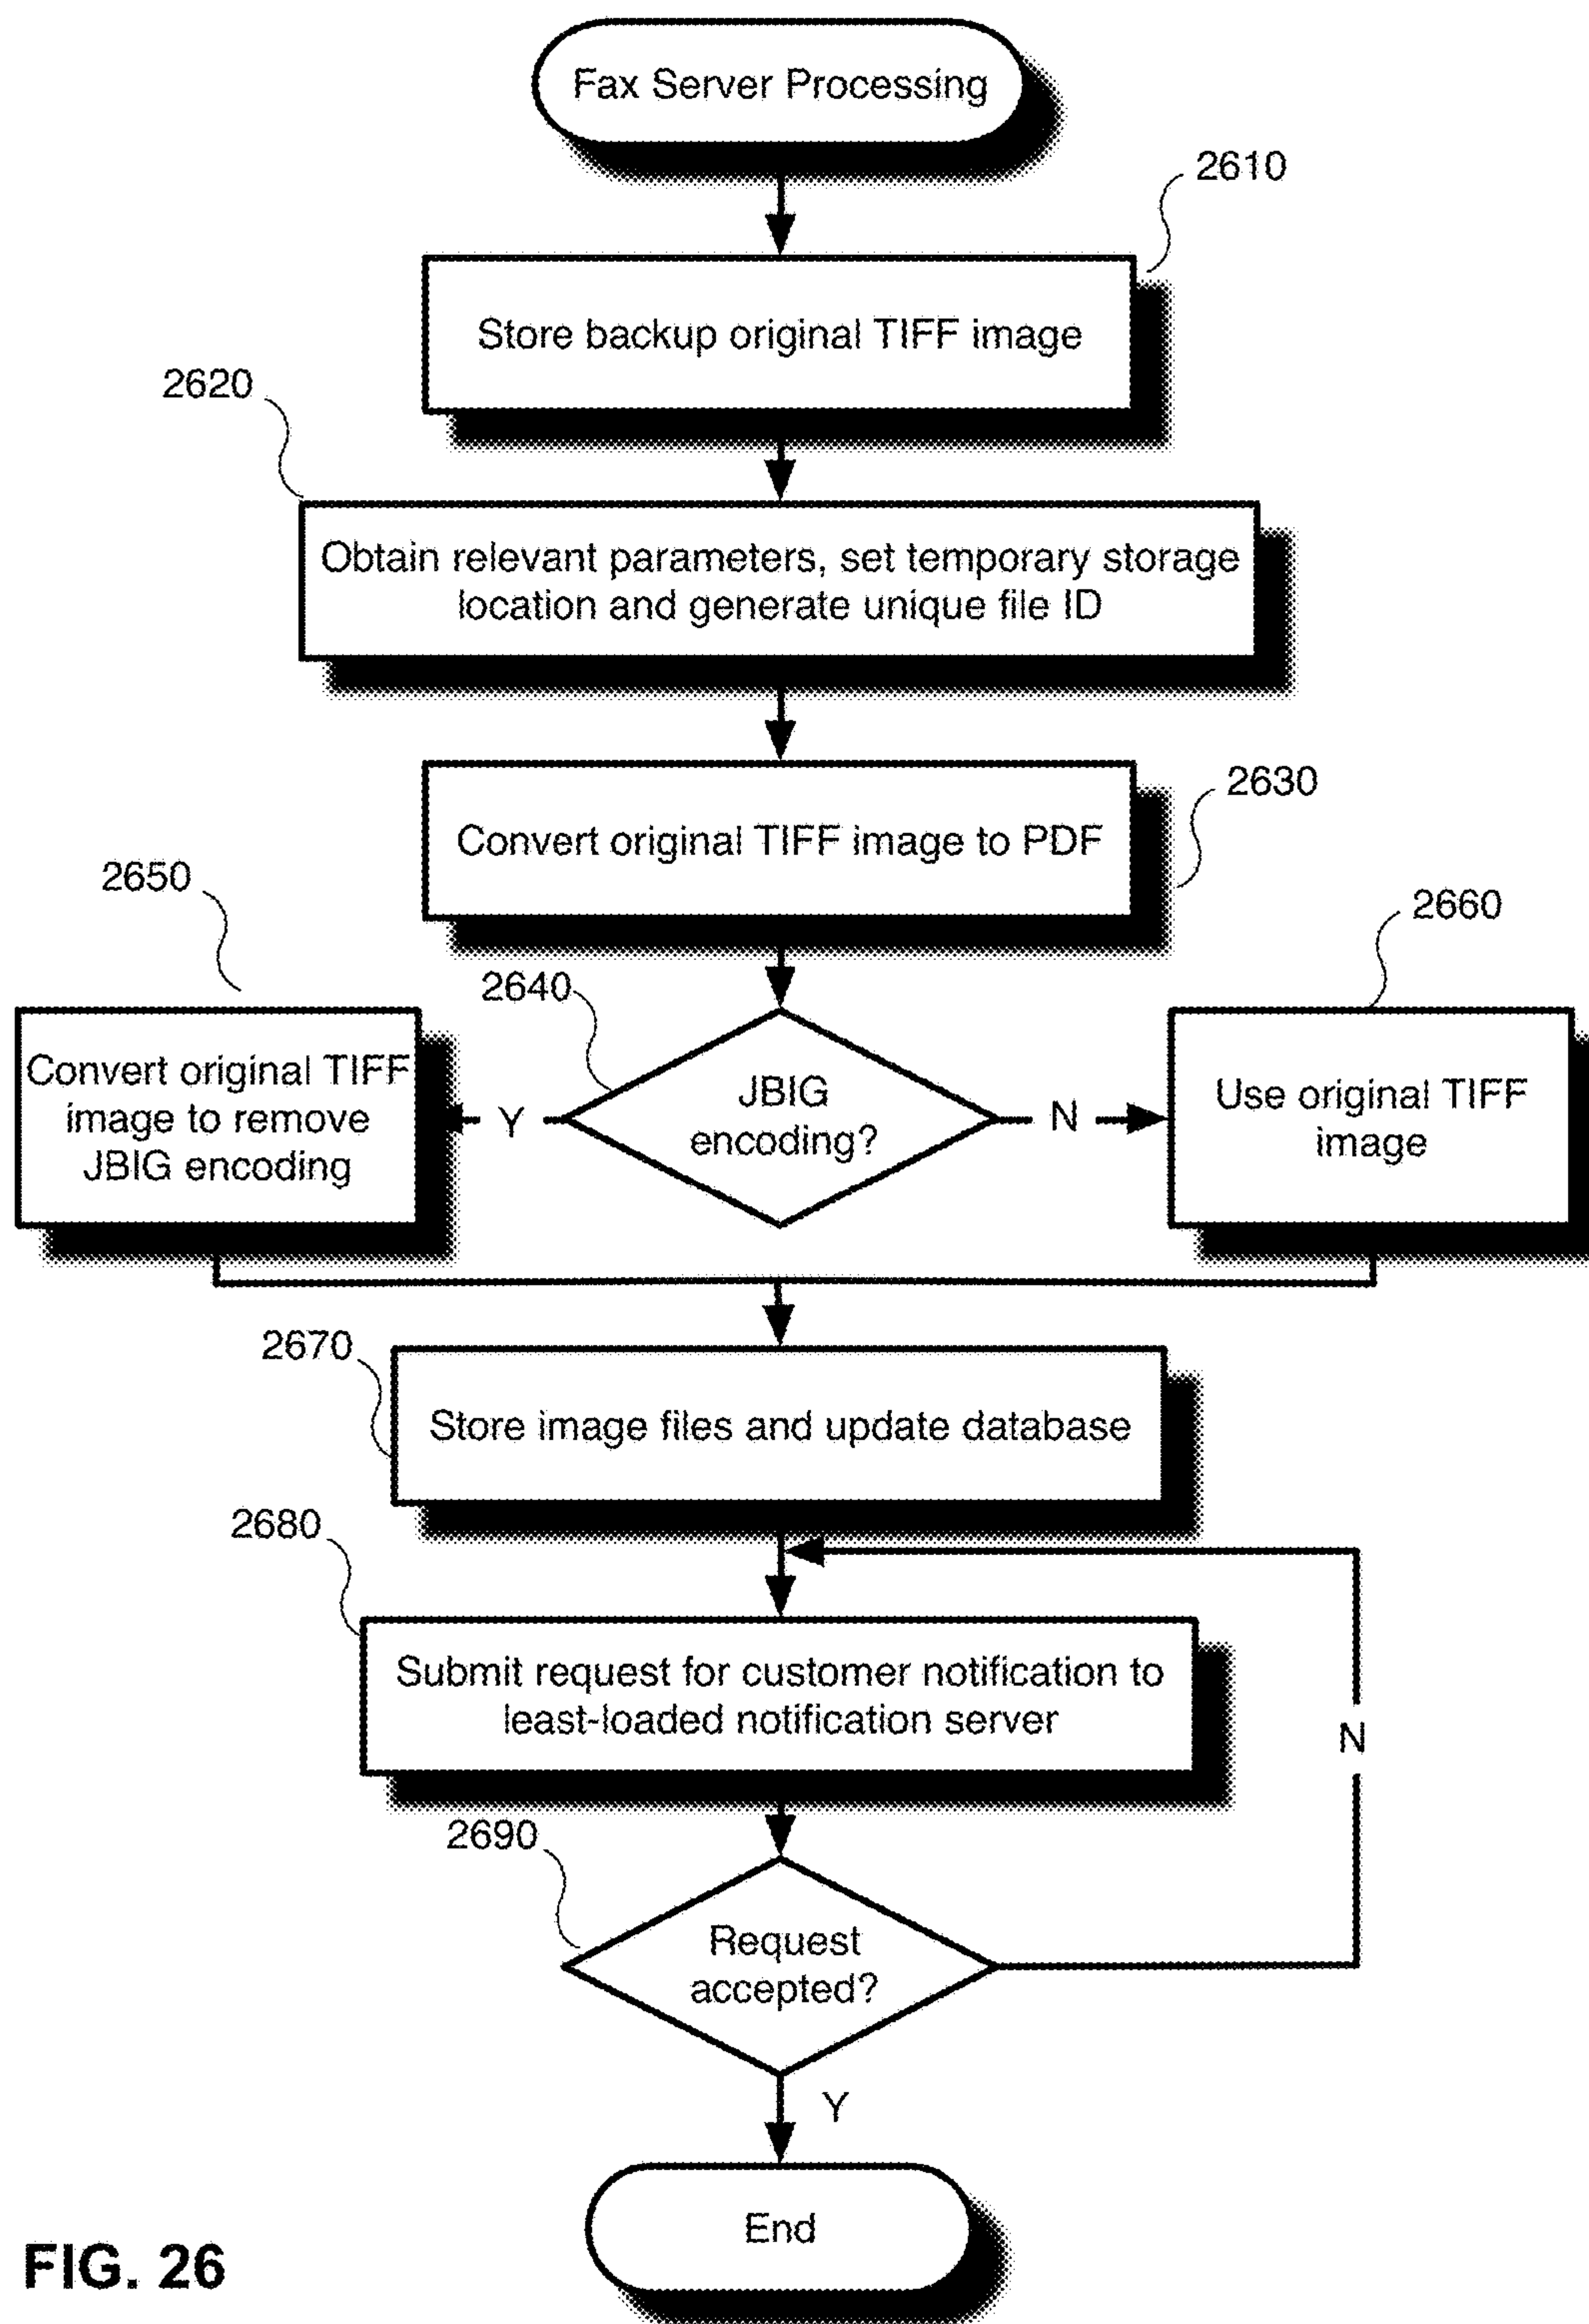 Fax Server Processing
2610
Store backup original TIFF image
2620
Obtain relevant parameters, set temporary storage
location and generate unique file ID
2630
Convert original TIFF image to PDF
2650
2660
2640
Convert original TIFF
image to remove
JBIG encoding
Y
JBIG
encoding?
N
Use original TIFF
image
2670
Store image files and update database
2680
Submit request for customer notification to
least-loaded notification server
N
2690
Request
accepted?
Y
End
FIG. 26